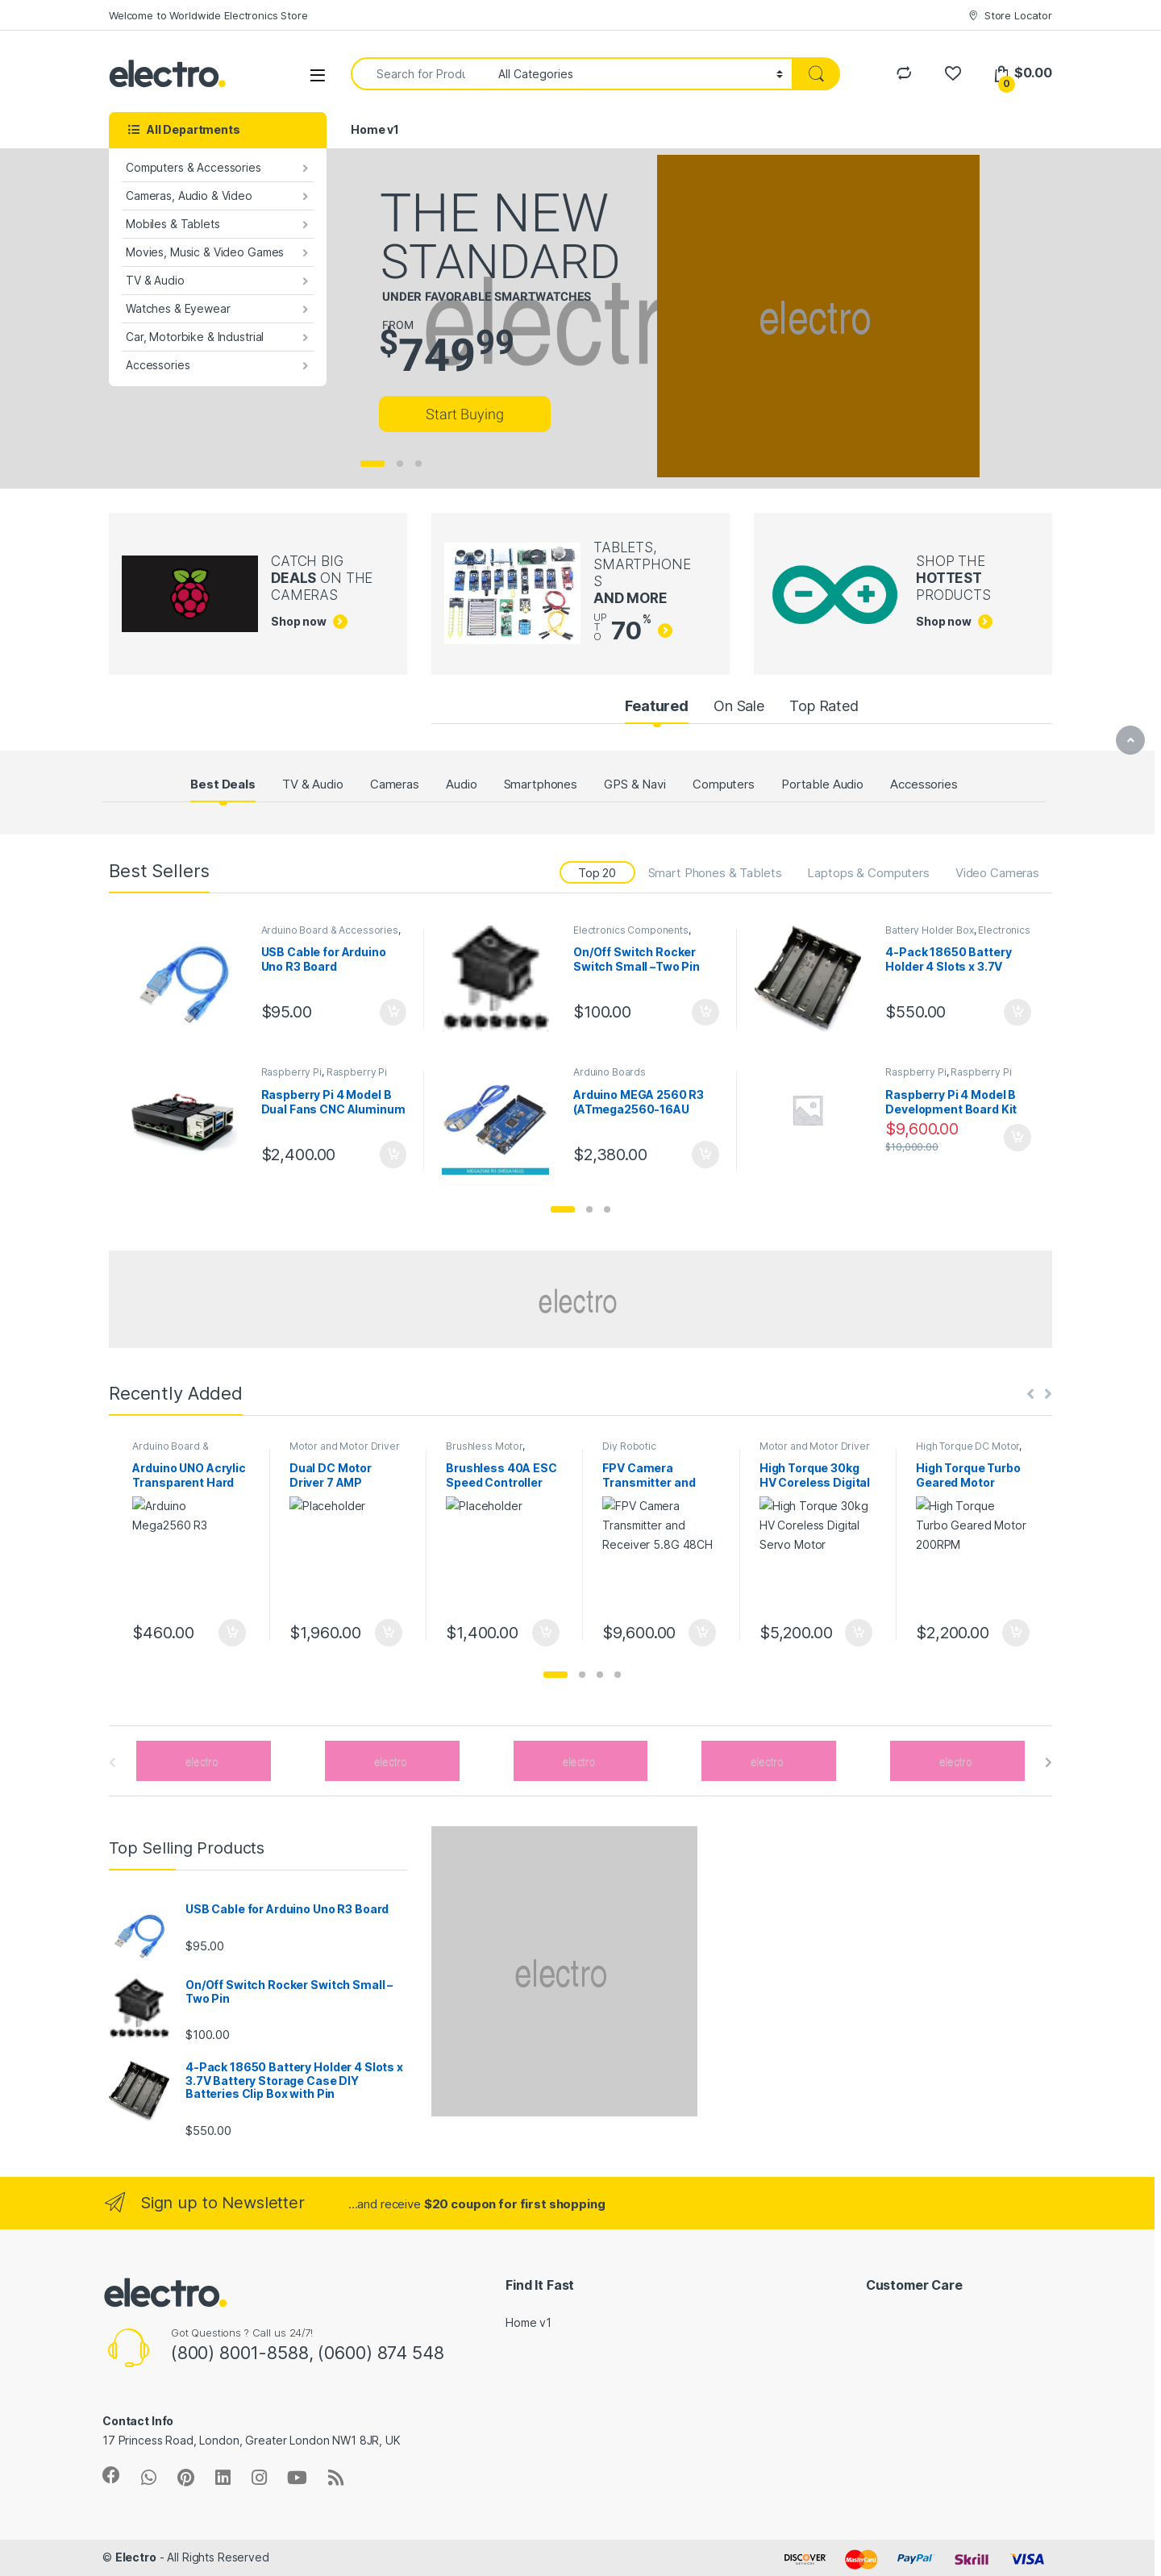 Welcome to Worldwide Electronics Store
Store Locator
electro.
Search for Produ
All Categories
0
$0.00
All Departments
Home v1
Computers & Accessories
Cameras, Audio & Video
Mobiles & Tablets
Movies, Music & Video Games
TV & Audio
Watches & Eyewear
Car, Motorbike & Industrial
Accessories
THE NEW
STANDARD
UNDER FAVORABLE SMARTWATCHES
FROM
$749 99
Start Buying
electr
electro
CATCH BIG
DEALS ON THE
CAMERAS
Shop now
TABLETS,
SMARTPHONE
S
AND MORE
UP
T
O
70%
SHOP THE
HOTTEST
PRODUCTS
Shop now
Featured
On Sale
Top Rated
Best Deals
TV & Audio
Cameras
Audio
Smartphones
GPS & Navi
Computers
Portable Audio
Accessories
Best Sellers
Top 20
Smart Phones & Tablets
Laptops & Computers
Video Cameras
Arduino Board & Accessories,
USB Cable for Arduino
Uno R3 Board
$95.00
Electronics Components,
On/Off Switch Rocker
Switch Small –Two Pin
$100.00
Battery Holder Box, Electronics
4-Pack 18650 Battery
Holder 4 Slots x 3.7V
$550.00
Raspberry Pi, Raspberry Pi
Raspberry Pi 4 Model B
Dual Fans CNC Aluminum
$2,400.00
Arduino Boards
Arduino MEGA 2560 R3
(ATmega2560-16AU
$2,380.00
Raspberry Pi, Raspberry Pi
Raspberry Pi 4 Model B
Development Board Kit
$9,600.00
$10,000.00
electro
Recently Added
Arduino Board &
Arduino UNO Acrylic
Transparent Hard
Arduino
Mega2560 R3
$460.00
Motor and Motor Driver
Dual DC Motor
Driver 7 AMP
Placeholder
$1,960.00
Brushless Motor,
Brushless 40A ESC
Speed Controller
Placeholder
$1,400.00
Diy Robotic
FPV Camera
Transmitter and
FPV Camera
Transmitter and
Receiver 5.8G 48CH
$9,600.00
Motor and Motor Driver
High Torque 30kg
HV Coreless Digital
High Torque 30kg
HV Coreless Digital
Servo Motor
$5,200.00
High Torque DC Motor,
High Torque Turbo
Geared Motor
High Torque
Turbo Geared Motor
200RPM
$2,200.00
electro
electro
electro
electro
electro
Top Selling Products
USB Cable for Arduino Uno R3 Board
$95.00
On/Off Switch Rocker Switch Small –
Two Pin
$100.00
4-Pack 18650 Battery Holder 4 Slots x
3.7V Battery Storage Case DIY
Batteries Clip Box with Pin
$550.00
electro
Sign up to Newsletter
...and receive $20 coupon for first shopping
electro.
Got Questions ? Call us 24/7!
(800) 8001-8588, (0600) 874 548
Contact Info
17 Princess Road, London, Greater London NW1 8JR, UK
Find It Fast
Home v1
Customer Care
© Electro - All Rights Reserved
DISCOVER
MasterCard
PayPal
Skrill
VISA